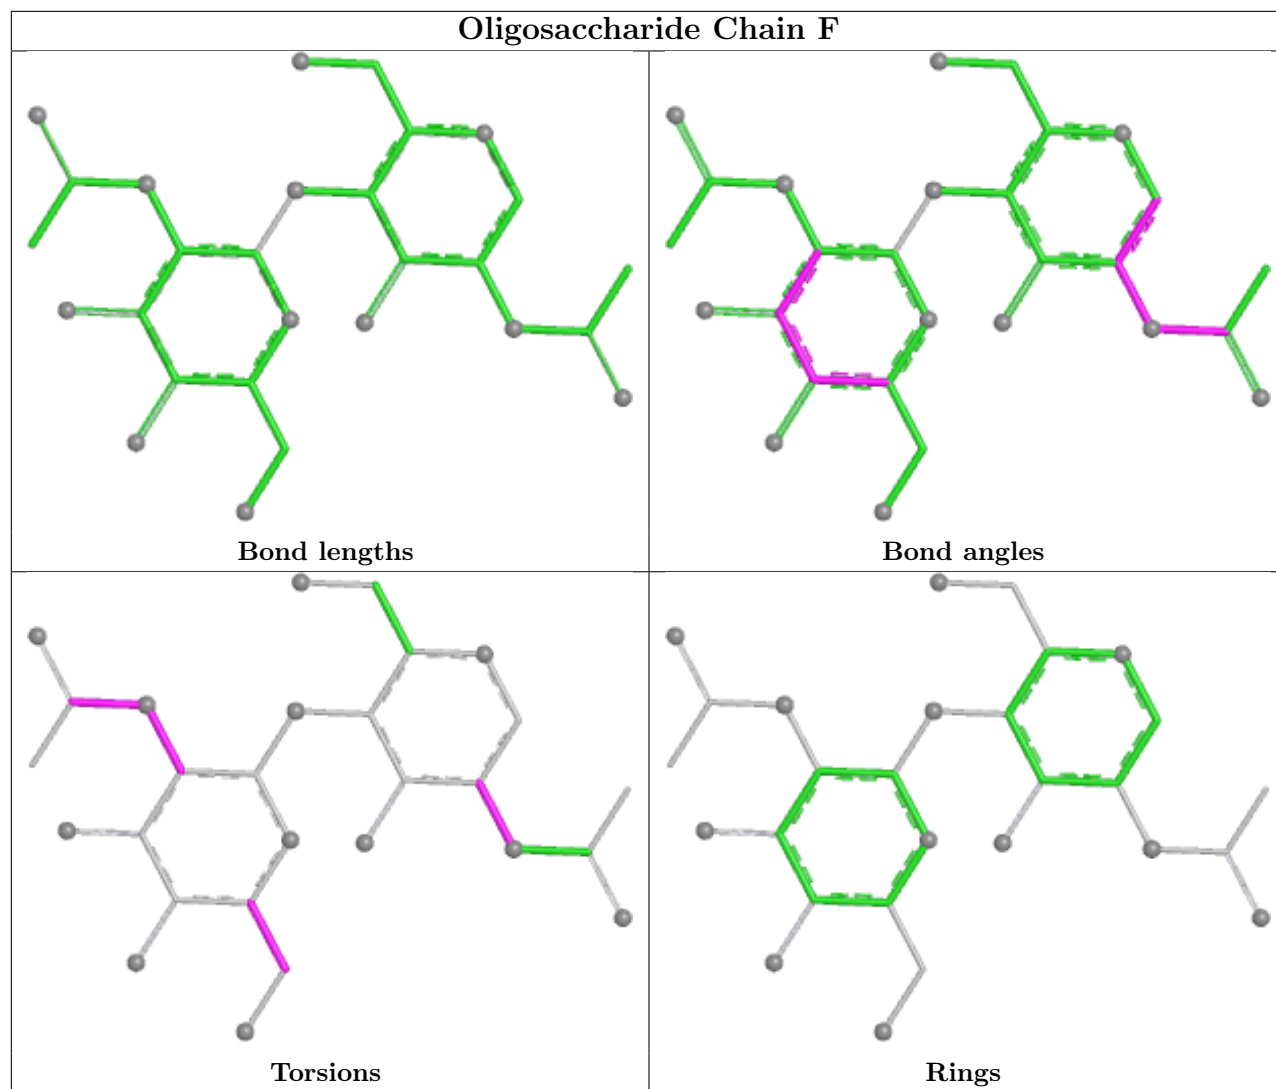 Oligosaccharide Chain F
Bond lengths
Bond angles
Torsions
Rings